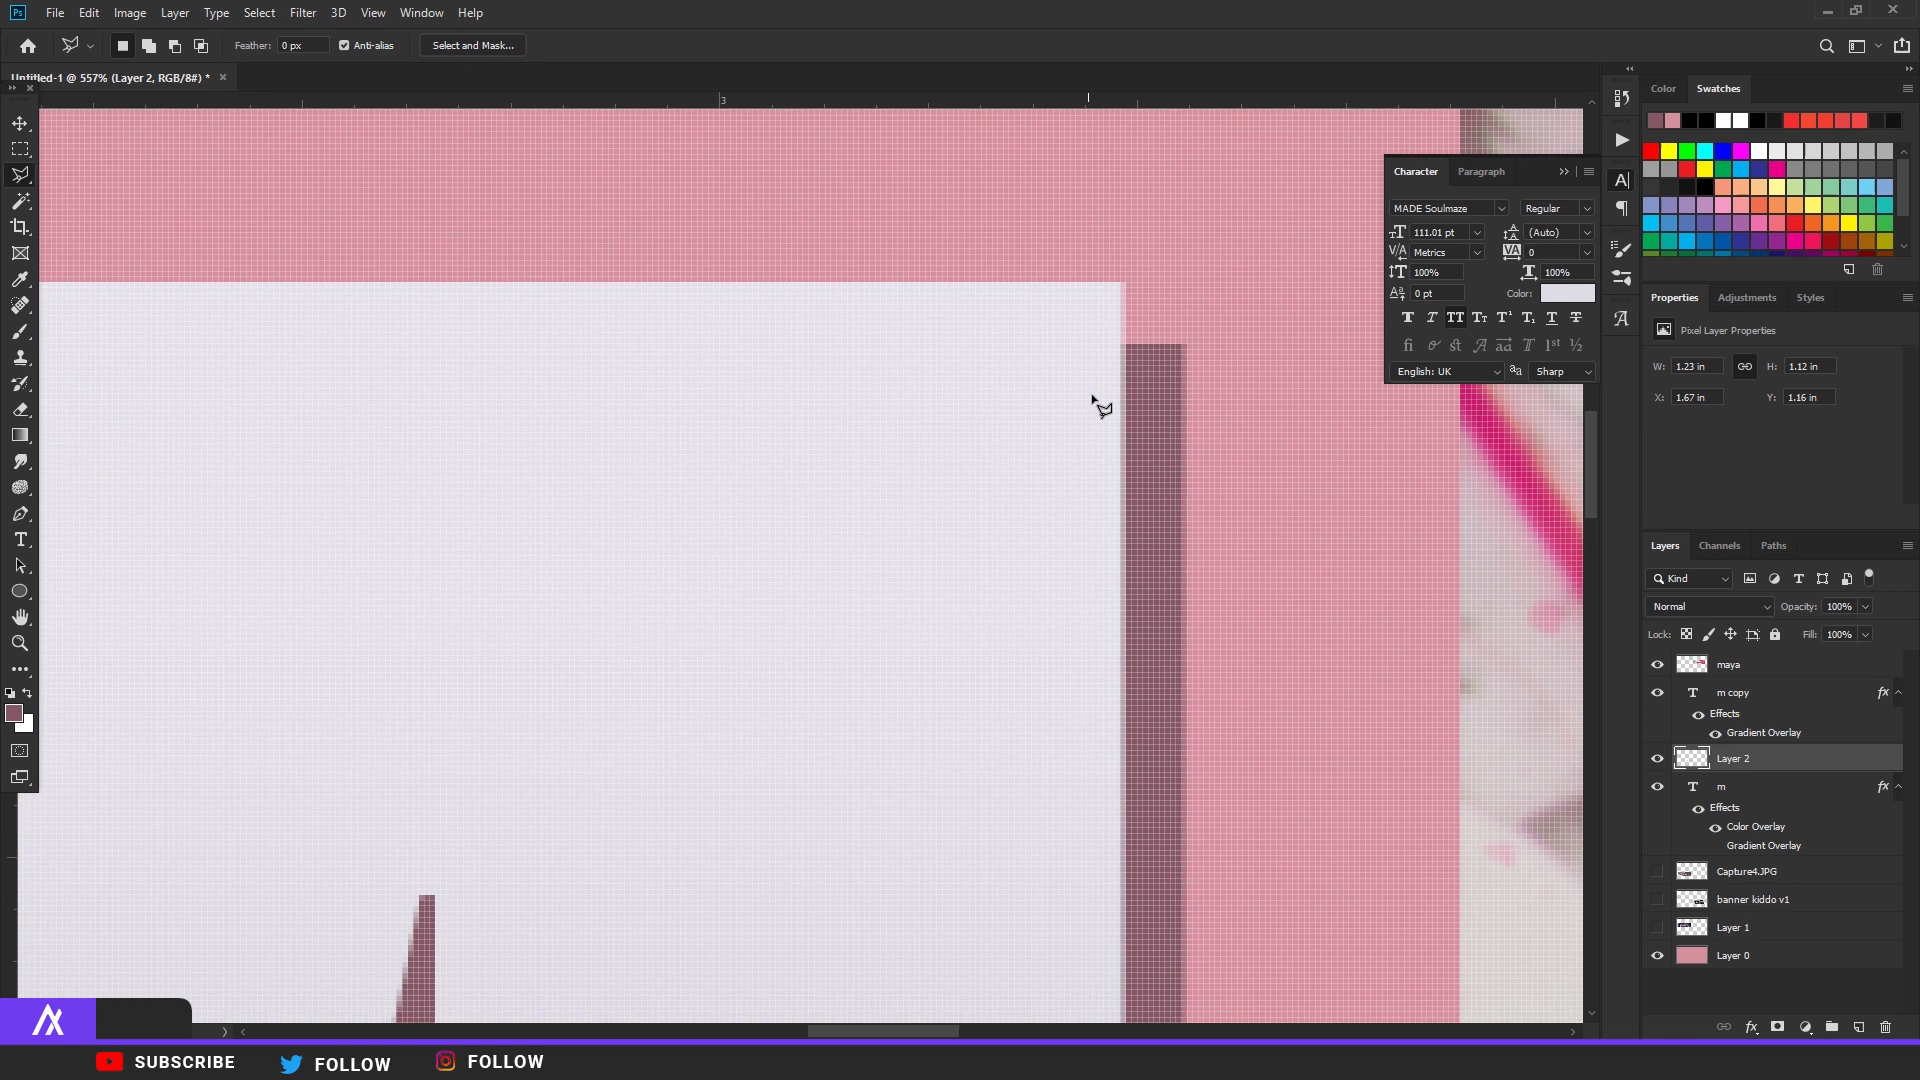 Ps File Edit Image Layer Type Select Filter 3D View Window Help
Feather: 0 px Anti-alias Select and Mask...
Untitled-1 @ 557% (Layer 2, RGB/8#) * ×
3
Color Swatches
Character Paragraph
MADE Soulmaze Regular
111.01 pt (Auto)
Metrics 0
100% 100%
0 pt Color:
English: UK Sharp
Properties Adjustments Styles
Pixel Layer Properties
W: 1.23 in H: 1.12 in
X: 1.67 in Y: 1.16 in
Layers Channels Paths
Kind
Normal Opacity: 100%
Lock: Fill: 100%
maya
T m copy fx
Effects
Gradient Overlay
Layer 2
T m fx
Effects
Color Overlay
Gradient Overlay
Capture4.JPG
banner kiddo v1
Layer 1
Layer 0
SUBSCRIBE FOLLOW FOLLOW